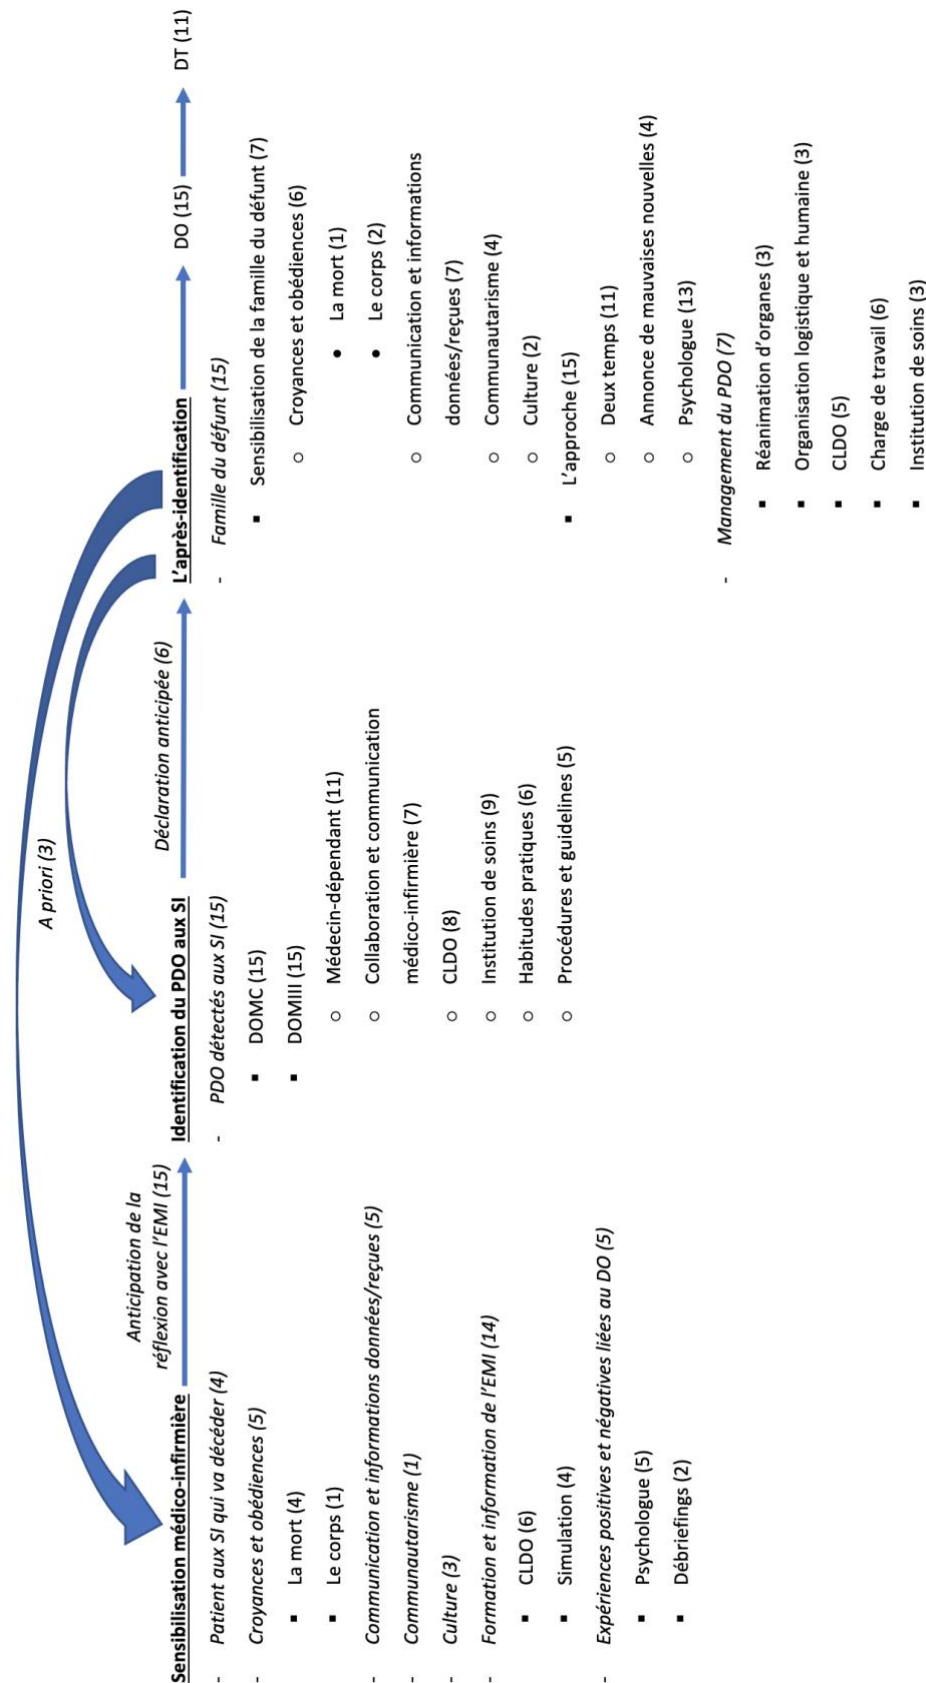 A priori (3)
Anticipation de la
réflexion avec l'EMI (15)
Déclaration anticipée (6)
Sensibilisation médico-infirmière
- Patient aux SI qui va décéder (4)
- Croyances et obédiences (5)
▪ La mort (4)
▪ Le corps (1)
- Communication et informations données/reçues (5)
- Communautarisme (1)
- Culture (3)
- Formation et information de l'EMI (14)
▪ CLDO (6)
▪ Simulation (4)
- Expériences positives et négatives liées au DO (5)
▪ Psychologue (5)
▪ Débriefings (2)
Identification du PDO aux SI
- PDO détectés aux SI (15)
▪ DOMC (15)
▪ DOMIII (15)
○ Médecin-dépendant (11)
○ Collaboration et communication
médico-infirmière (7)
○ CLDO (8)
○ Institution de soins (9)
○ Habitudes pratiques (6)
○ Procédures et guidelines (5)
L'après-identification
- Famille du défunt (15)
▪ Sensibilisation de la famille du défunt (7)
○ Croyances et obédiences (6)
● La mort (1)
● Le corps (2)
○ Communication et informations
données/reçues (7)
○ Communautarisme (4)
○ Culture (2)
▪ L'approche (15)
○ Deux temps (11)
○ Annonce de mauvaises nouvelles (4)
○ Psychologue (13)
- Management du PDO (7)
▪ Réanimation d'organes (3)
▪ Organisation logistique et humaine (3)
▪ CLDO (5)
▪ Charge de travail (6)
▪ Institution de soins (3)
DO (15)
DT (11)